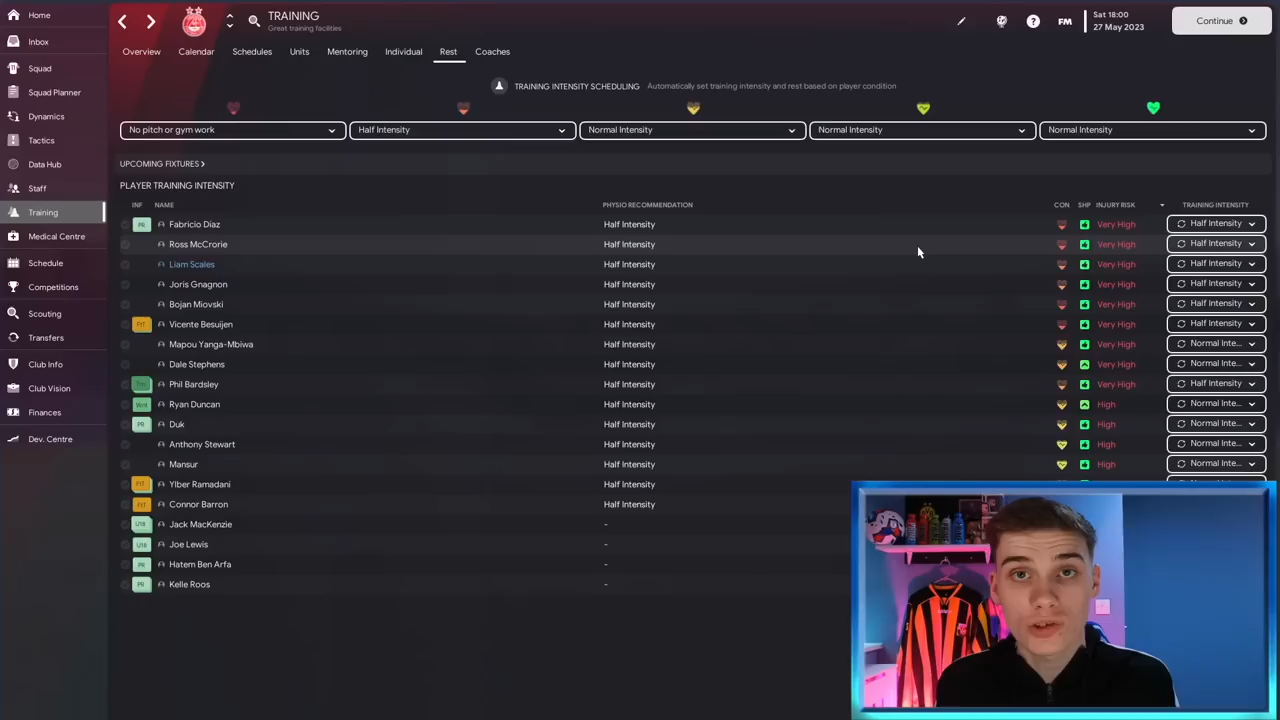 Home
Inbox
Squad
Squad Planner
Dynamics
Tactics
Data Hub
Staff
Training
Medical Centre
Schedule
Competitions
Scouting
Transfers
Club Info
Club Vision
Finances
Dev. Centre
TRAINING
Great training facilities
FM
Sat 18:00
27 May 2023
Continue
Overview Calendar Schedules Units Mentoring Individual Rest Coaches
TRAINING INTENSITY SCHEDULING Automatically set training intensity and rest based on player condition
No pitch or gym work Half Intensity Normal Intensity Normal Intensity Normal Intensity
UPCOMING FIXTURES >
PLAYER TRAINING INTENSITY
INF NAME PHYSIO RECOMMENDATION CON SHP INJURY RISK TRAINING INTENSITY
PR Fabricio Díaz Half Intensity Very High Half Intensity
Ross McCrorie Half Intensity Very High Half Intensity
Liam Scales Half Intensity Very High Half Intensity
Joris Gnagnon Half Intensity Very High Half Intensity
Bojan Miovski Half Intensity Very High Half Intensity
FtT Vicente Besuijen Half Intensity Very High Half Intensity
Mapou Yanga-Mbiwa Half Intensity Very High Normal Inte...
Dale Stephens Half Intensity Very High Normal Inte...
Phil Bardsley Half Intensity Very High Half Intensity
Wnt Ryan Duncan Half Intensity High Normal Inte...
PR Duk Half Intensity High Normal Inte...
Anthony Stewart Half Intensity High Normal Inte...
Mansur Half Intensity High Normal Inte...
FtT Ylber Ramadani Half Intensity
FtT Connor Barron Half Intensity
U18 Jack MacKenzie -
U18 Joe Lewis -
PR Hatem Ben Arfa -
PR Kelle Roos -